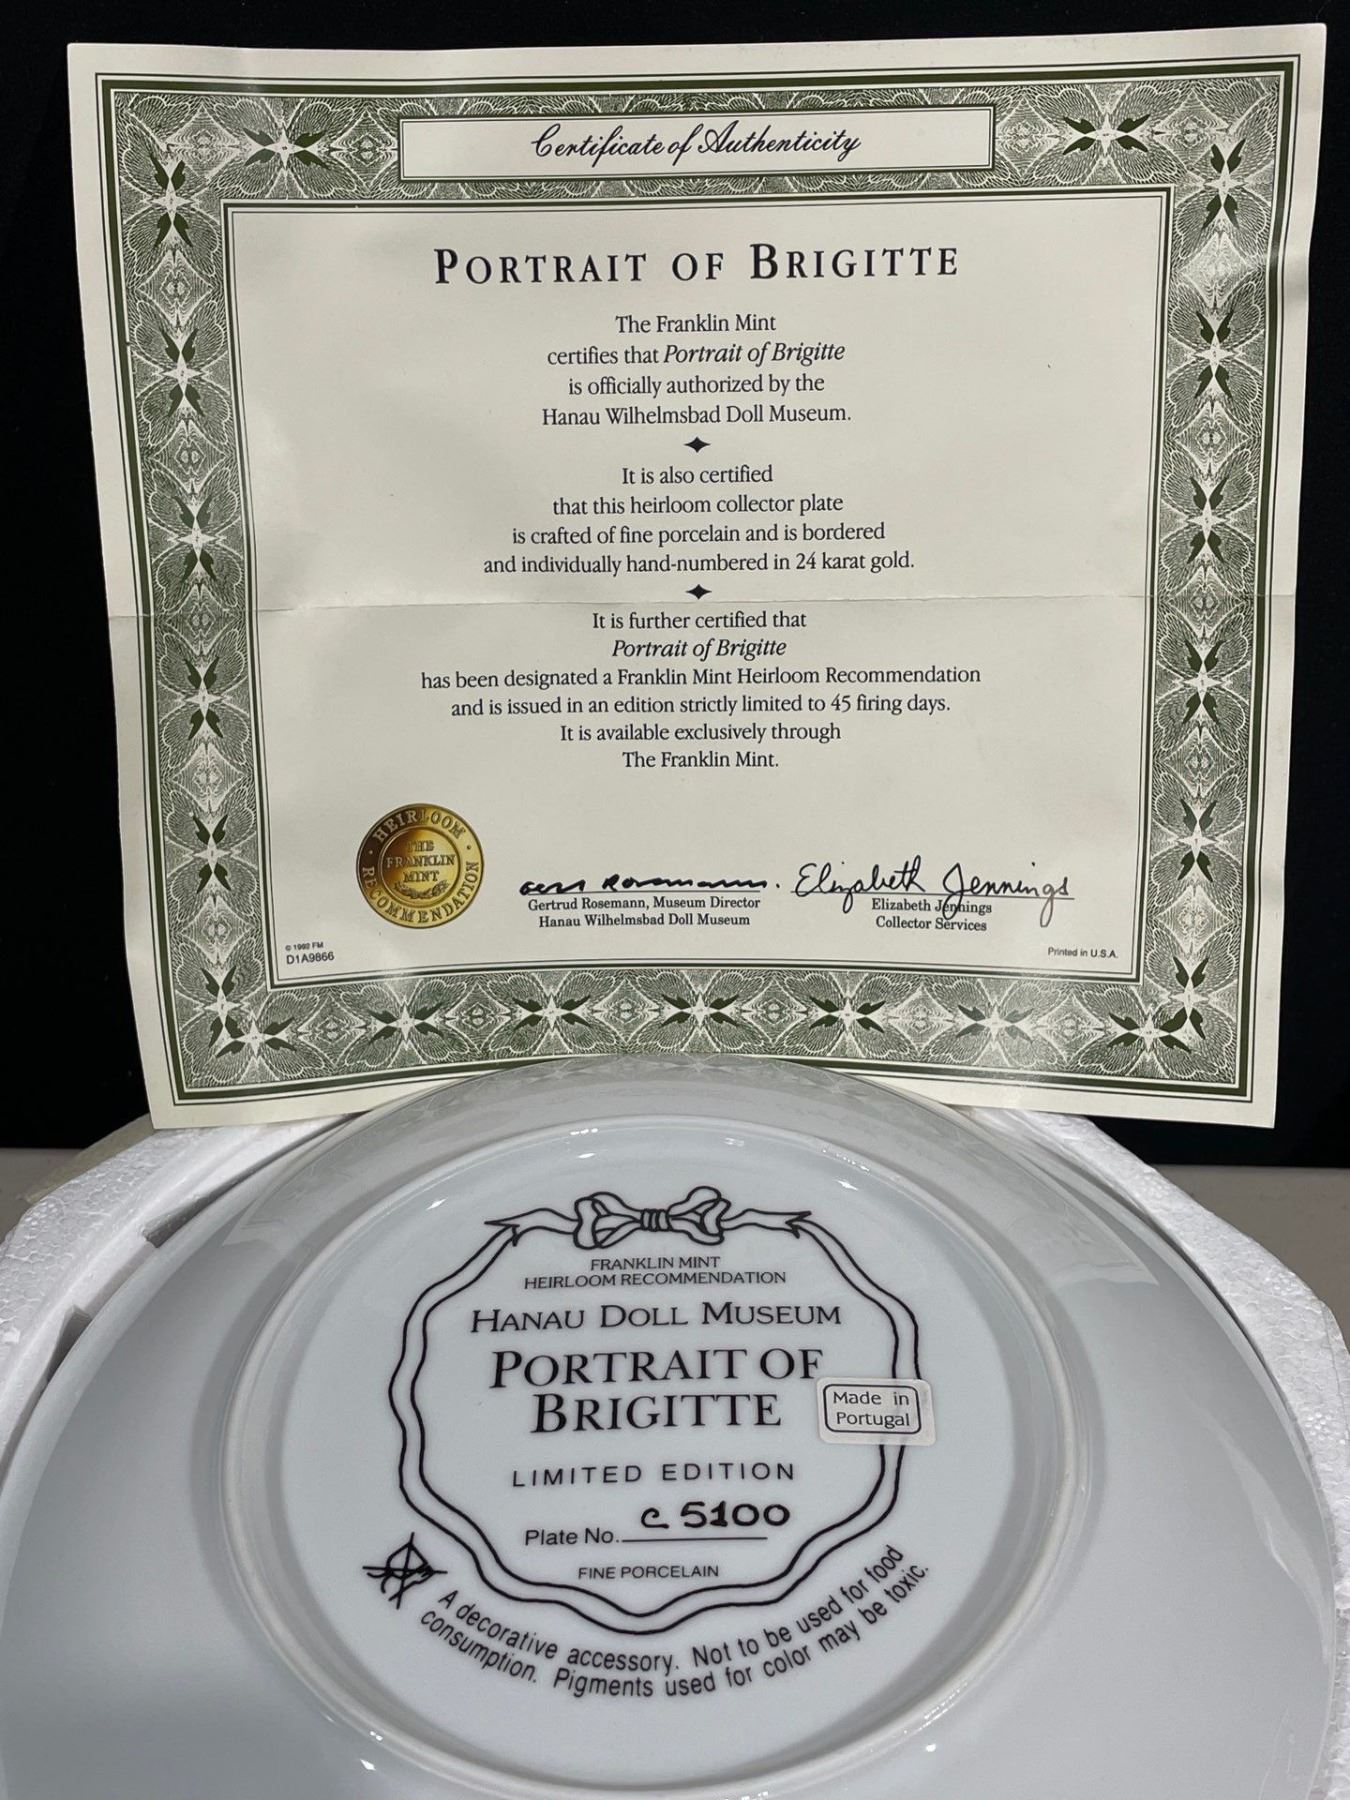 Certificate of Authenticity
PORTRAIT OF BRIGITTE
The Franklin Mint
certifies that Portrait of Brigitte
is officially authorized by the
Hanau Wilhelmsbad Doll Museum.
It is also certified
that this heirloom collector plate
is crafted of fine porcelain and is bordered
and individually hand-numbered in 24 karat gold.
It is further certified that
Portrait of Brigitte
has been designated a Franklin Mint Heirloom Recommendation
and is issued in an edition strictly limited to 45 firing days.
It is available exclusively through
The Franklin Mint.
HEIRLOOM
RECOMMENDATION
THE
FRANKLIN
MINT
Rosemann.
Elizabeth Jennings
Gertrud Rosemann, Museum Director
Hanau Wilhelmsbad Doll Museum
Elizabeth Jennings
Collector Services
© 1992 FM
D1A9866
Printed in U.S.A.
FRANKLIN MINT
HEIRLOOM RECOMMENDATION
HANAU DOLL MUSEUM
PORTRAIT OF
BRIGITTE
Made in
Portugal
LIMITED EDITION
Plate No. C 5100
FINE PORCELAIN
A decorative accessory. Not to be used for food
consumption. Pigments used for color may be toxic.